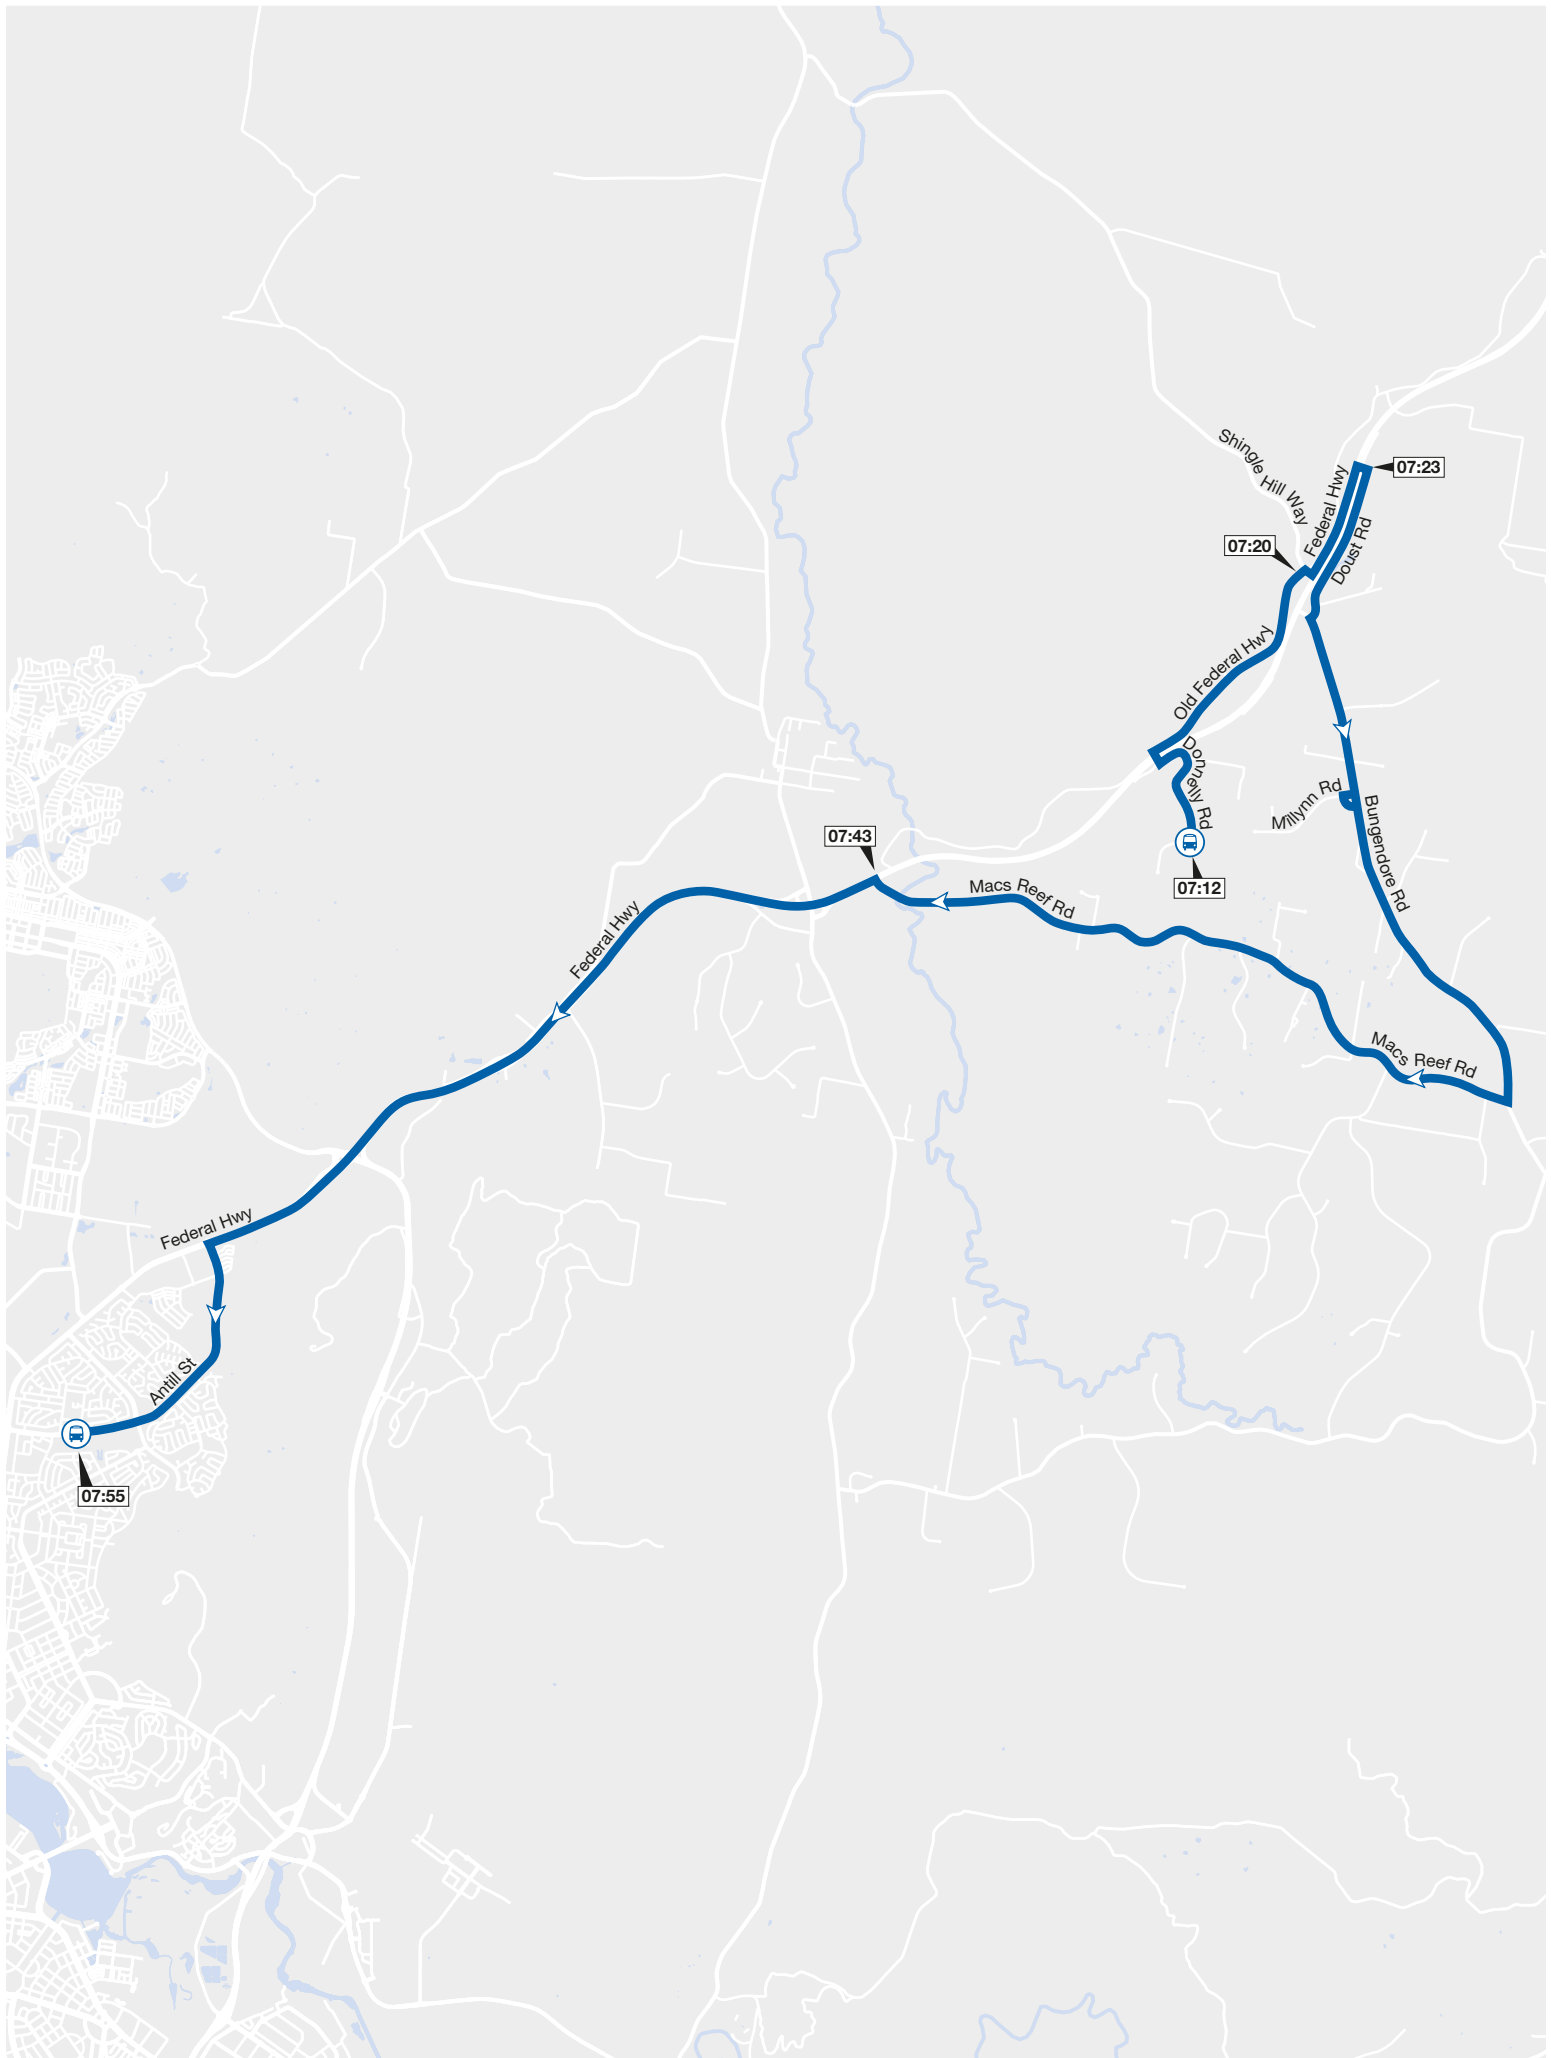 Shingle Hill Way
Federal Hwy
07:23
Doust Rd
07:20
Old Federal Hwy
Donnelly Rd
Millynn Rd
Bungendore Rd
07:43
07:12
Macs Reef Rd
Federal Hwy
Macs Reef Rd
Federal Hwy
Antill St
07:55